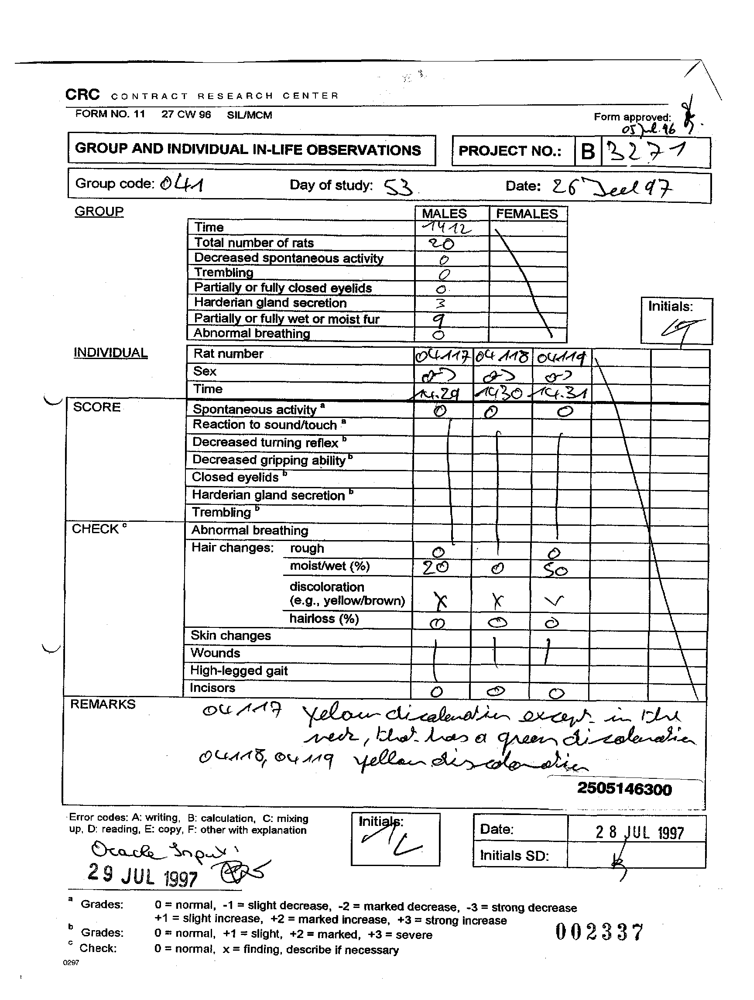 CRC CONTRACT RESEARCH CENTER
FORM NO. 11 27 CW 96 SIL/MCM
Form approved:
05 Jul. 96
GROUP AND INDIVIDUAL IN-LIFE OBSERVATIONS
PROJECT NO.: B 3271
Group code: 041 Day of study: 53 Date: 26 Jul 97
GROUP MALES FEMALES
Time 1412
Total number of rats 20
Decreased spontaneous activity 0
Trembling 0
Partially or fully closed eyelids 0
Harderian gland secretion 3
Partially or fully wet or moist fur 9
Abnormal breathing 0
Initials:
INDIVIDUAL Rat number 04117 04118 04119
Sex ♂ ♂ ♂
Time 14.29 1430 14.31
SCORE Spontaneous activity a 0 0 0
Reaction to sound/touch a
Decreased turning reflex b
Decreased gripping ability b
Closed eyelids b
Harderian gland secretion b
Trembling b
CHECK c Abnormal breathing
Hair changes: rough 0 0
moist/wet (%) 20 0 50
discoloration
(e.g., yellow/brown) X X
hairloss (%) 0 0 0
Skin changes
Wounds
High-legged gait
Incisors 0 0 0
REMARKS 04117 yelow discoloration except in the
neck, that has a green discoloration
04118, 04119 yellow discoloration
2505146300
Error codes: A: writing, B: calculation, C: mixing
up, D: reading, E: copy, F: other with explanation
Initials:
Date: 28 JUL 1997
Initials SD:
Oracle Input:
29 JUL 1997
a Grades: 0 = normal, -1 = slight decrease, -2 = marked decrease, -3 = strong decrease
+1 = slight increase, +2 = marked increase, +3 = strong increase
b Grades: 0 = normal, +1 = slight, +2 = marked, +3 = severe
c Check: 0 = normal, x = finding, describe if necessary
002337
0297